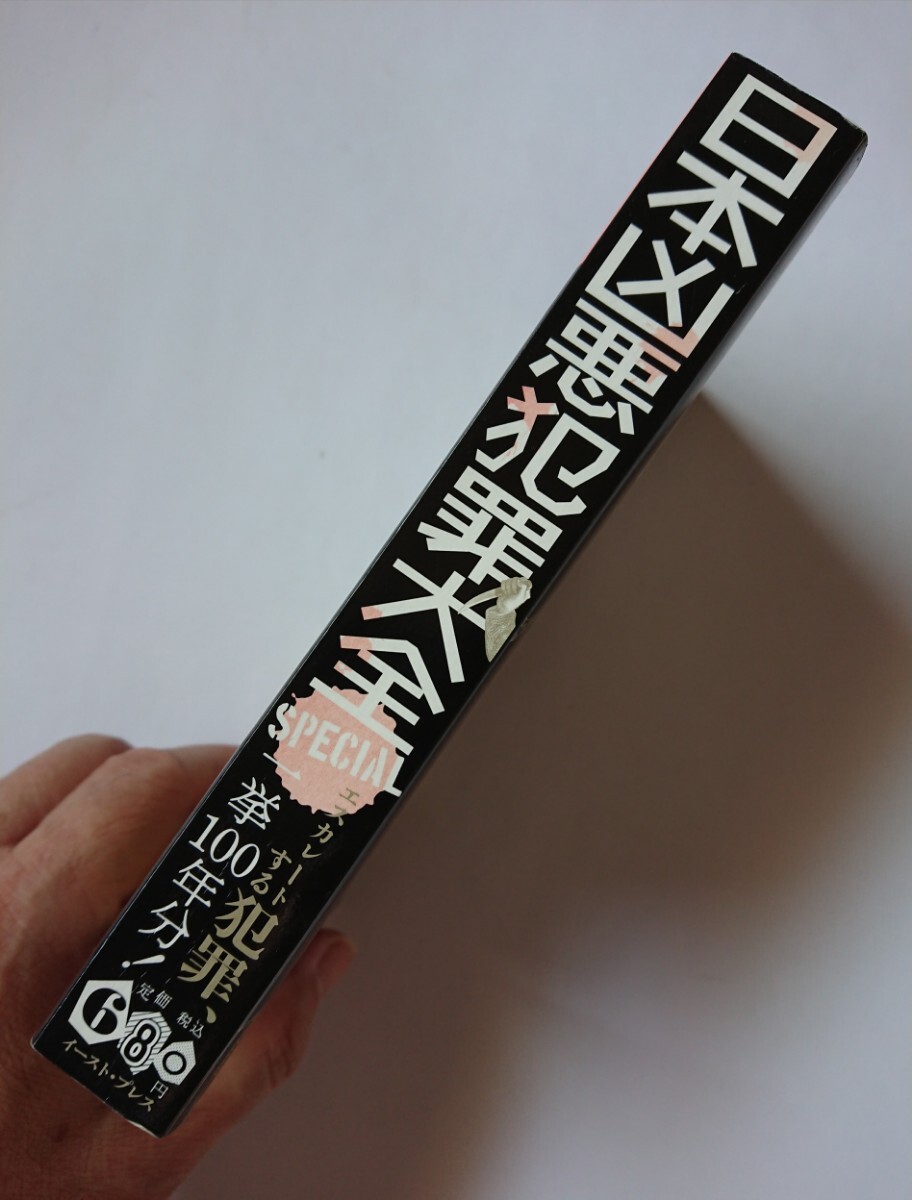 日本凶悪犯罪大全
SPECIAL
エスカレートする犯罪、
一挙100年分!
定価 税込
680円
イースト・プレス